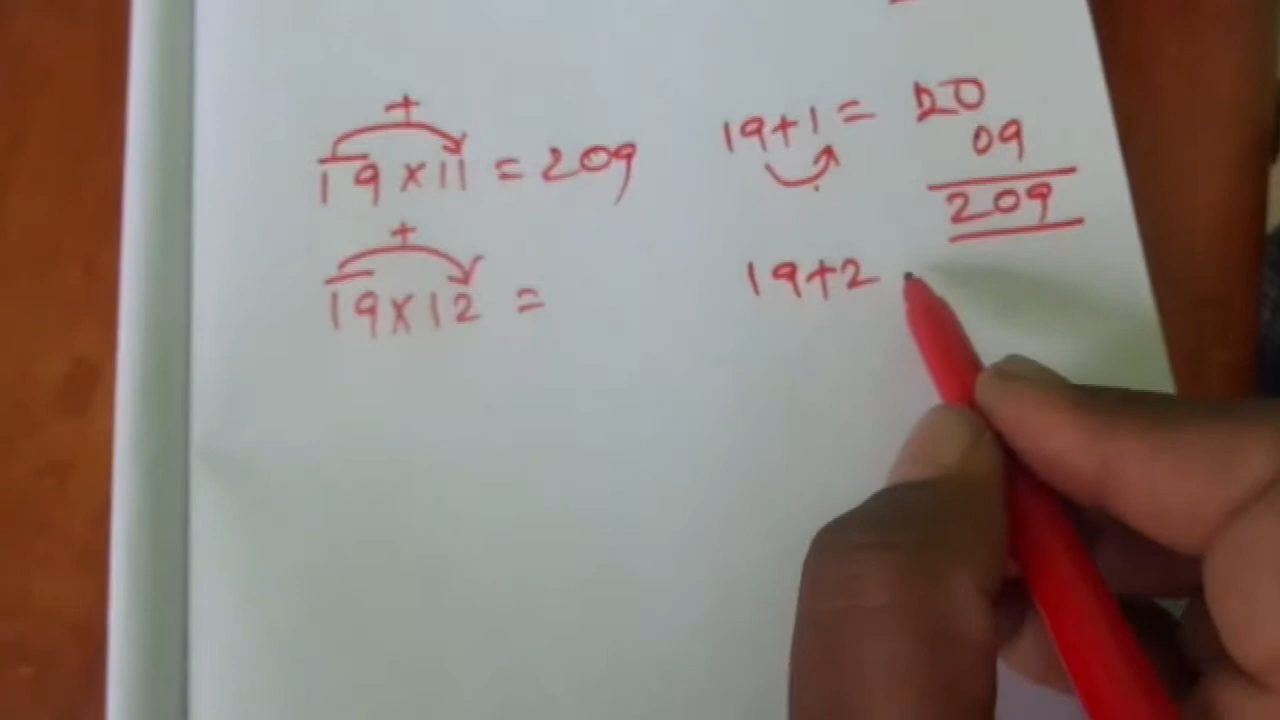 +
19 × 11 = 209
19+1 = 20
09
209
+
19 × 12 =
19+2